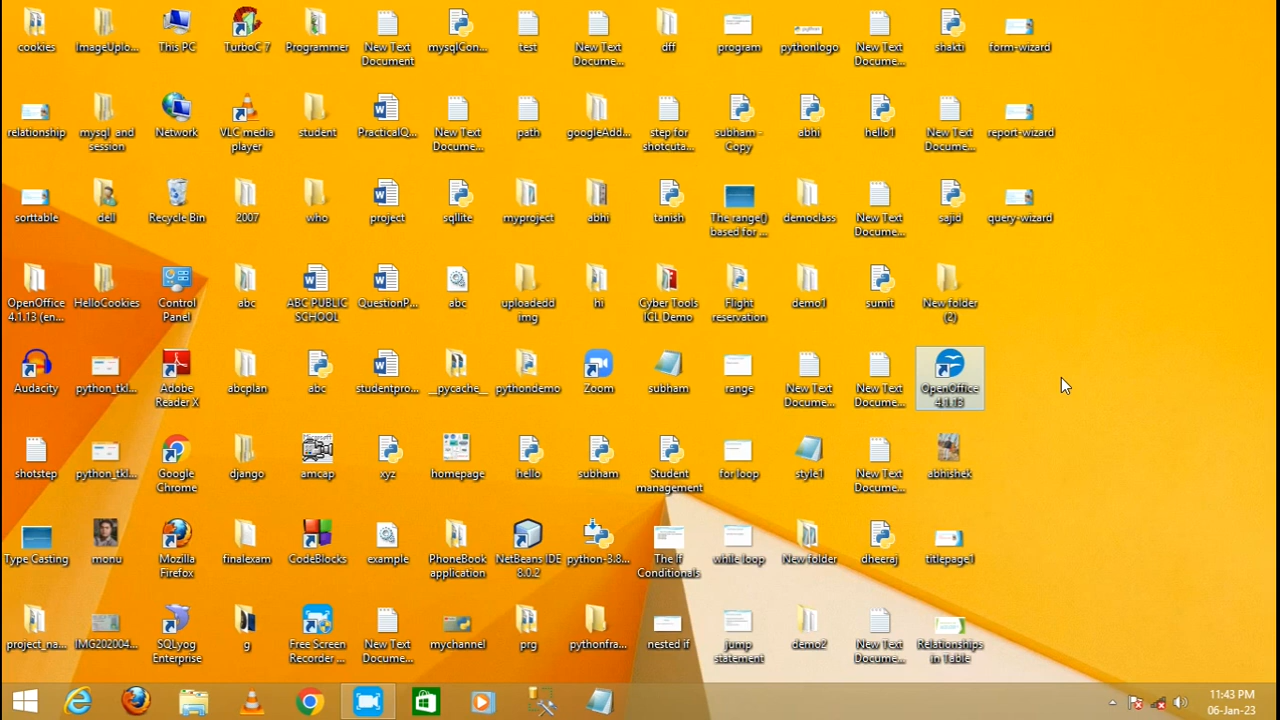 cookies
ImageUplo...
This PC
TurboC 7
Programmer
New Text
Document
mysqlCon...
test
New Text
Docume...
dff
program
pythonlogo
New Text
Docume...
shakti
form-wizard
relationship
mysql and
session
Network
VLC media
player
student
PracticalQ...
New Text
Docume...
path
googleAdd...
step for
shotcuta...
subham -
Copy
abhi
hello1
New Text
Docume...
report-wizard
sorttable
dell
Recycle Bin
2007
who
project
sqllite
myproject
abhi
tanish
The range()
based for ...
democlass
New Text
Docume...
sajid
query-wizard
OpenOffice
4.1.13 (en...
HelloCookies
Control
Panel
abc
ABC PUBLIC
SCHOOL
QuestionP...
abc
uploadedd
img
hi
Cyber Tools
ICL Demo
Flight
reservation
demo1
sumit
New folder
(2)
Audacity
python_tkI...
Adobe
Reader X
abcplan
abc
studentpro...
__pycache__
pythondemo
Zoom
subham
range
New Text
Docume...
New Text
Docume...
OpenOffice
4.1.13
shotstep
python_tkI...
Google
Chrome
django
amcap
xyz
homepage
hello
subham
Student
management
for loop
style1
New Text
Docume...
abhishek
Type Casting
monu
Mozilla
Firefox
finalexam
CodeBlocks
example
PhoneBook
application
NetBeans IDE
8.0.2
python-3.8...
The If
Conditionals
while loop
New folder
dheeraj
titlepage1
project_na...
IMG202004...
SQLyog
Enterprise
g
Free Screen
Recorder ...
New Text
Docume...
mychannel
prg
pythonfra...
nested if
jump
statement
demo2
New Text
Docume...
Relationships
in Table
11:43 PM
06-Jan-23